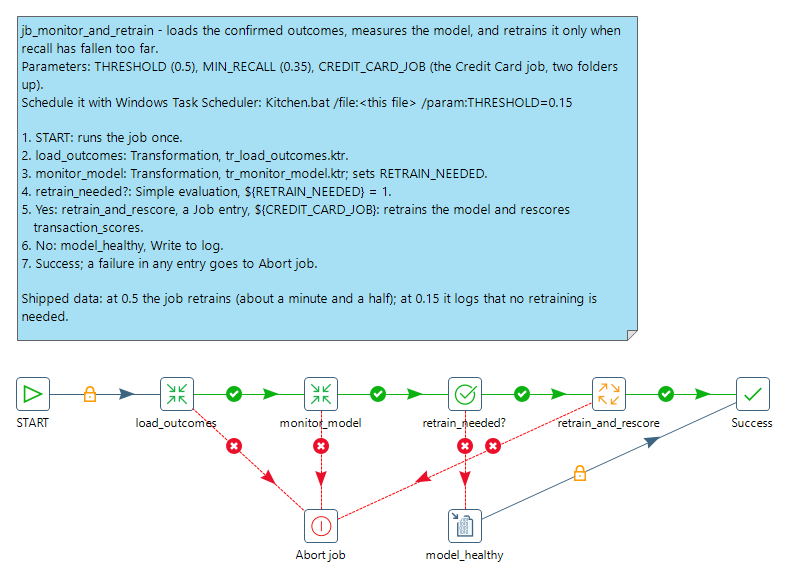 jb_monitor_and_retrain - loads the confirmed outcomes, measures the model, and retrains it only when
recall has fallen too far.
Parameters: THRESHOLD (0.5), MIN_RECALL (0.35), CREDIT_CARD_JOB (the Credit Card job, two folders
up).
Schedule it with Windows Task Scheduler: Kitchen.bat /file:<this file> /param:THRESHOLD=0.15
1. START: runs the job once.
2. load_outcomes: Transformation, tr_load_outcomes.ktr.
3. monitor_model: Transformation, tr_monitor_model.ktr; sets RETRAIN_NEEDED.
4. retrain_needed?: Simple evaluation, ${RETRAIN_NEEDED} = 1.
5. Yes: retrain_and_rescore, a Job entry, ${CREDIT_CARD_JOB}: retrains the model and rescores
transaction_scores.
6. No: model_healthy, Write to log.
7. Success; a failure in any entry goes to Abort job.
Shipped data: at 0.5 the job retrains (about a minute and a half); at 0.15 it logs that no retraining is
needed.
START
load_outcomes
monitor_model
retrain_needed?
retrain_and_rescore
Success
Abort job
model_healthy